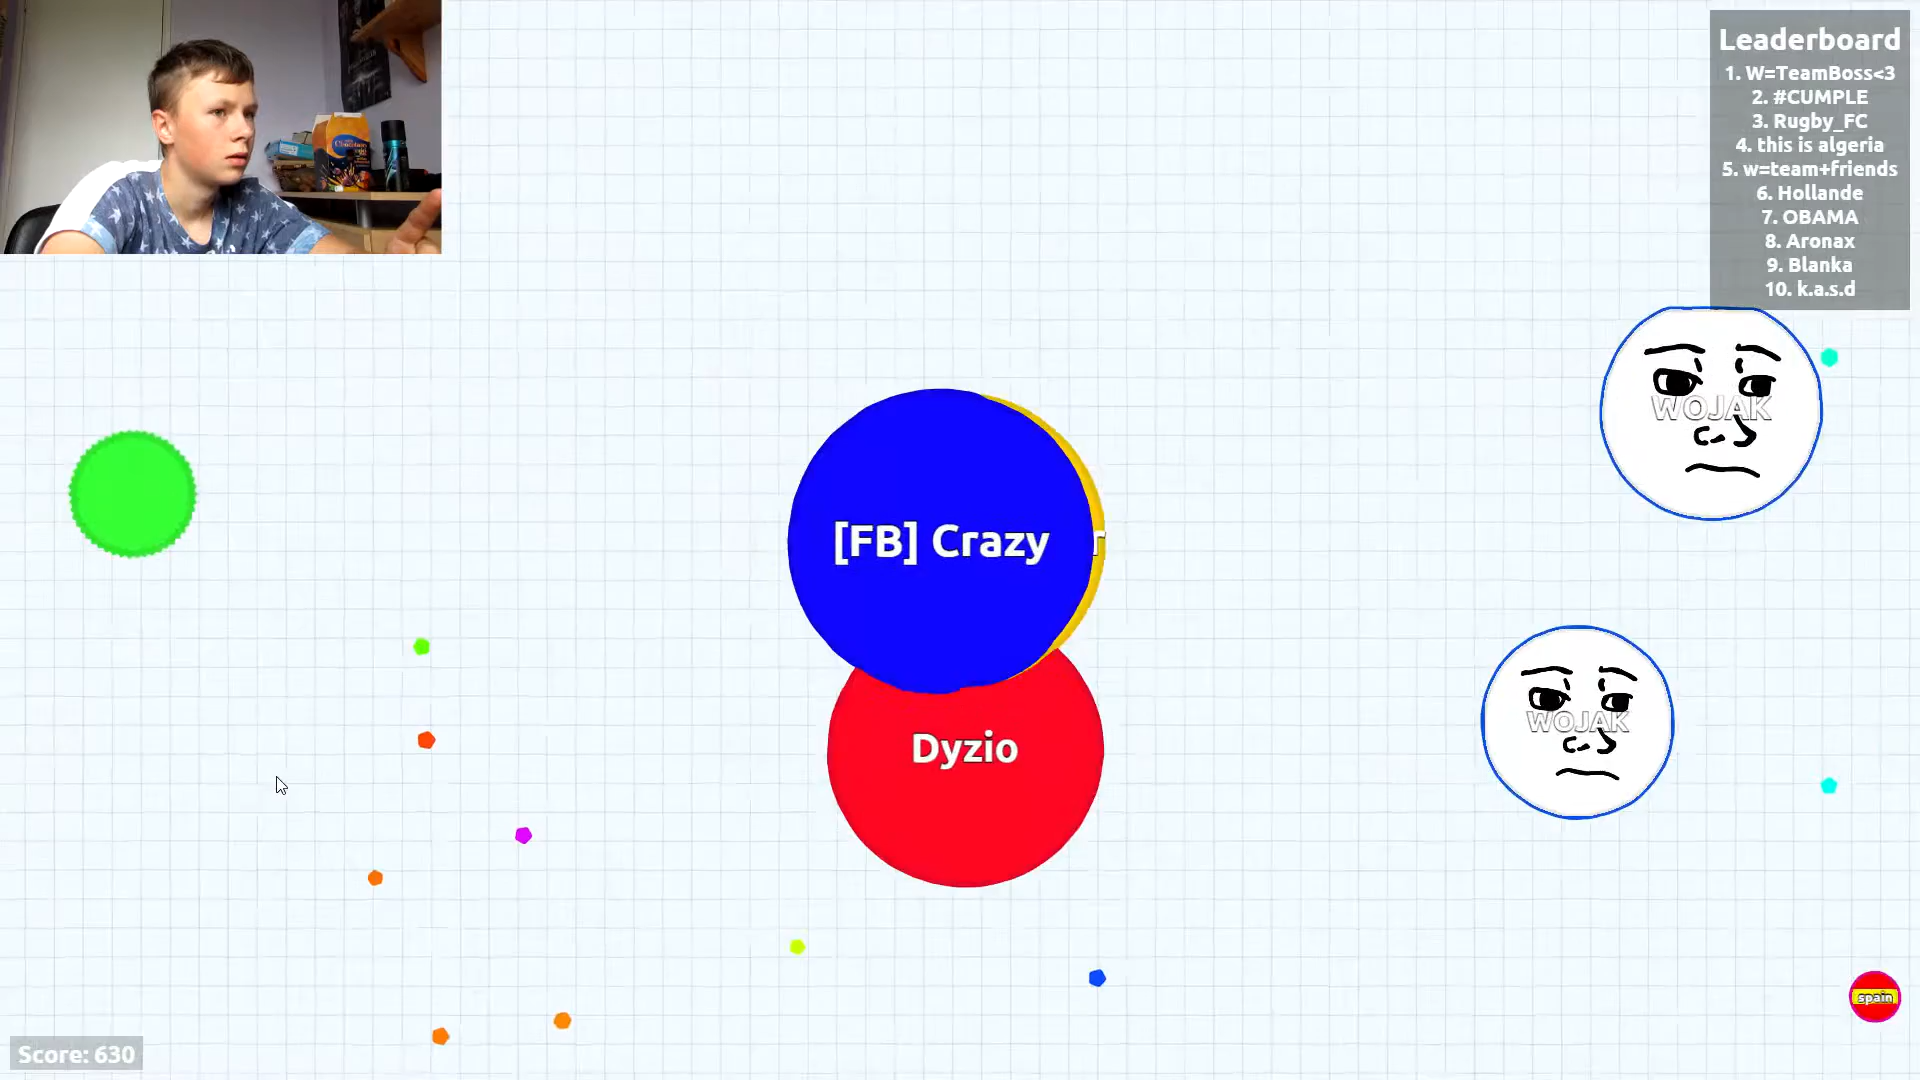 Leaderboard
1. W=TeamBoss<3
2. #CUMPLE
3. Rugby_FC
4. this is algeria
5. w=team+friends
6. Hollande
7. OBAMA
8. Aronax
9. Blanka
10. k.a.s.d
WOJAK
[FB] Crazy
WOJAK
Dyzio
spain
Score: 630